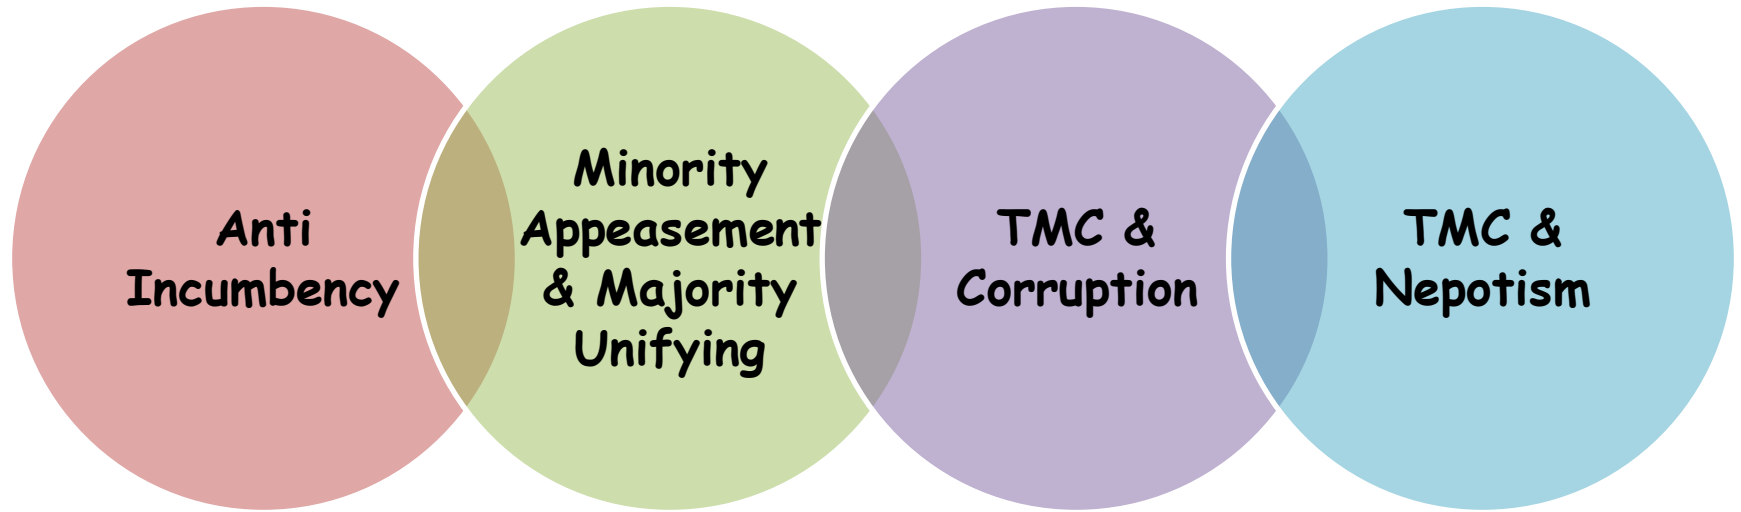 Anti
Incumbency
Minority
Appeasement
& Majority
Unifying
TMC &
Corruption
TMC &
Nepotism